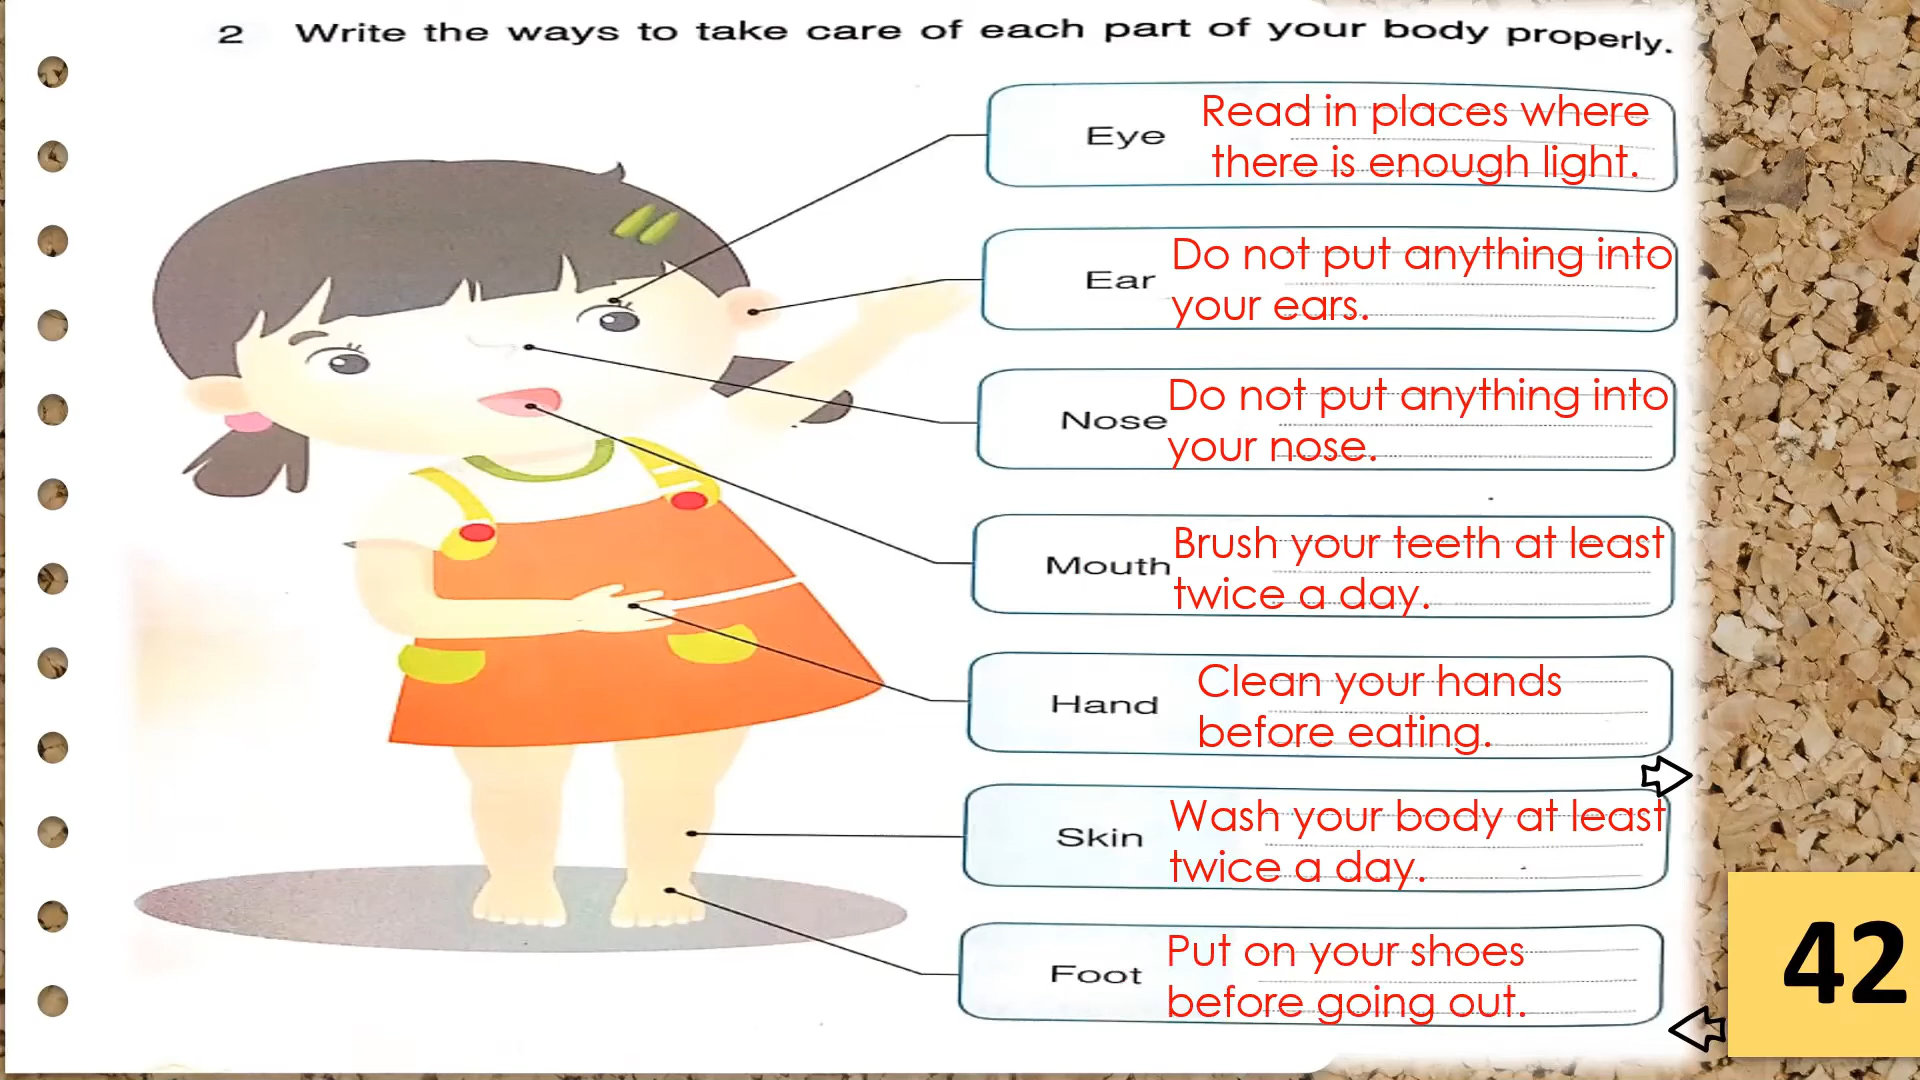 2 Write the ways to take care of each part of your body properly.
Eye Read in places where
there is enough light.
Ear Do not put anything into
your ears.
Nose Do not put anything into
your nose.
Mouth Brush your teeth at least
twice a day.
Hand Clean your hands
before eating.
Skin Wash your body at least
twice a day.
Foot Put on your shoes
before going out.
42